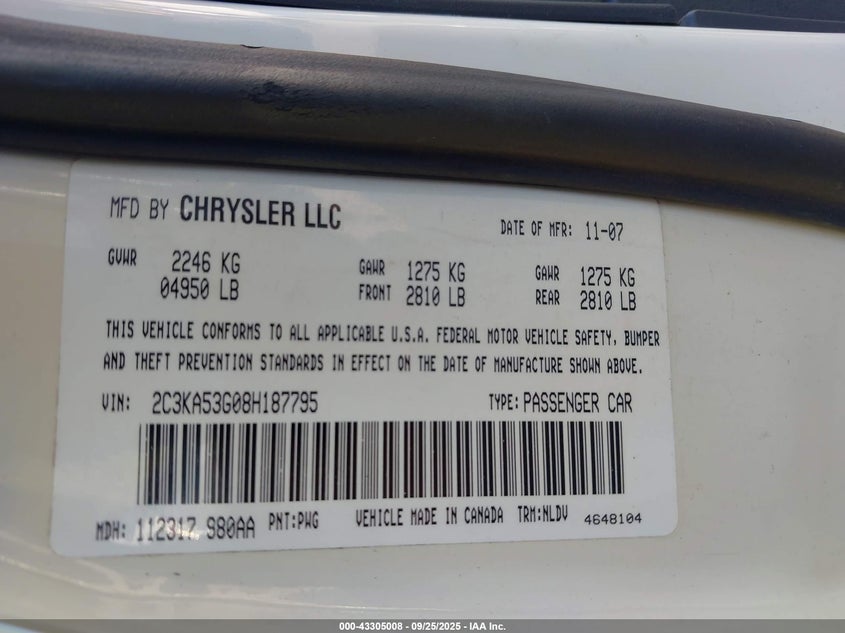 MFD BY CHRYSLER LLC DATE OF MFR: 11-07
GVWR 2246 KG GAWR 1275 KG GAWR 1275 KG
04950 LB FRONT 2810 LB REAR 2810 LB
THIS VEHICLE CONFORMS TO ALL APPLICABLE U.S.A. FEDERAL MOTOR VEHICLE SAFETY, BUMPER
AND THEFT PREVENTION STANDARDS IN EFFECT ON THE DATE OF MANUFACTURE SHOWN ABOVE.
VIN: 2C3KA53G08H187795 TYPE: PASSENGER CAR
MDH: 112317 980AA PNT:PWG VEHICLE MADE IN CANADA TRM:NLDV 4648104
000-43305008 - 09/25/2025 - IAA Inc.